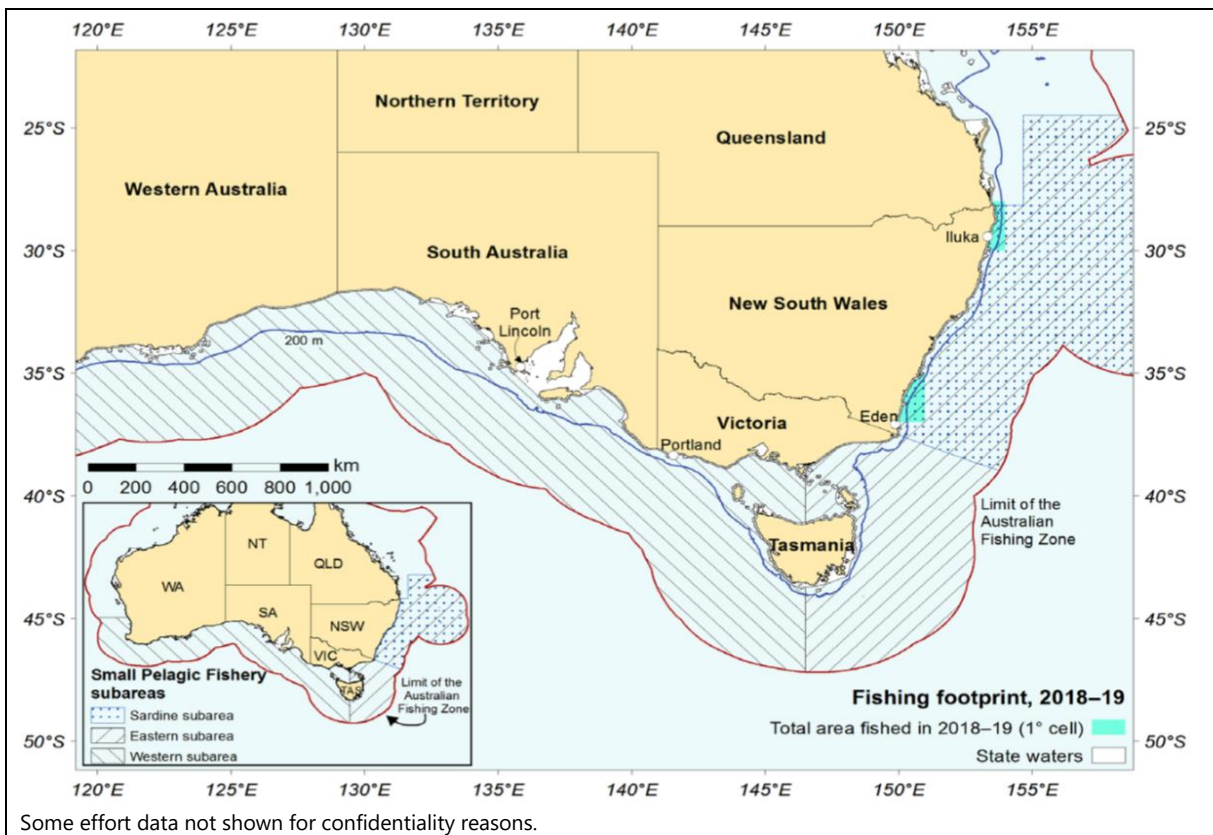 120°E 125°E 130°E 135°E 140°E 145°E 150°E 155°E
Northern Territory
25°S 25°S
Queensland
Western Australia
Iluka
30°S 30°S
South Australia
New South Wales
Port
Lincoln
200 m
35°S 35°S
Eden
Victoria
Portland
km
0 200 400 600 800 1,000
40°S 40°S
Limit of the
Australian
Fishing Zone
Tasmania
NT
QLD
WA
SA
45°S 45°S
NSW
VIC
Small Pelagic Fishery
subareas
TAS
Limit of the
Australian
Fishing Zone
Sardine subarea
Eastern subarea
Western subarea
Fishing footprint, 2018–19
Total area fished in 2018–19 (1° cell)
State waters
50°S 50°S
120°E 125°E 130°E 135°E 140°E 145°E 150°E 155°E
Some effort data not shown for confidentiality reasons.